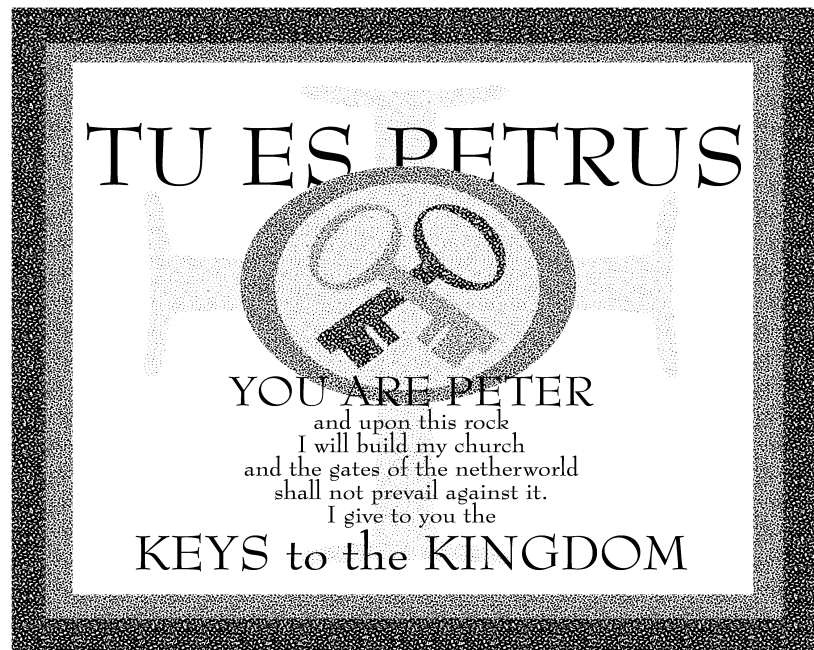 TU ES PETRUS
YOU ARE PETER
and upon this rock
I will build my church
and the gates of the netherworld
shall not prevail against it.
I give to you the
KEYS to the KINGDOM